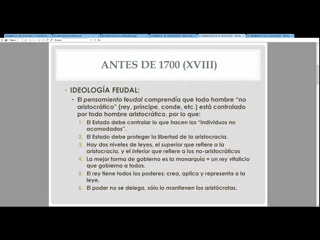 ANTES DE 1700 (XVIII)
• IDEOLOGÍA FEUDAL:
• El pensamiento feudal comprendía que todo hombre “no
aristocrático” (rey, príncipe, conde, etc.) está controlado
por todo hombre aristocrático, por lo que:
1. El Estado debe controlar lo que hacen los “individuos no
acomodados”.
2. El Estado debe proteger la libertad de la aristocracia.
3. Hay dos niveles de leyes, el superior que refiere a la
aristocracia, y el inferior que refiere a los no-aristocráticos
4. La mejor forma de gobierno es la monarquía = un rey vitalicio
que gobierna a todos.
5. El rey tiene todos los poderes: crea, aplica y representa a la
leye.
6. El poder no se delega, sólo lo mantienen los aristócratas.